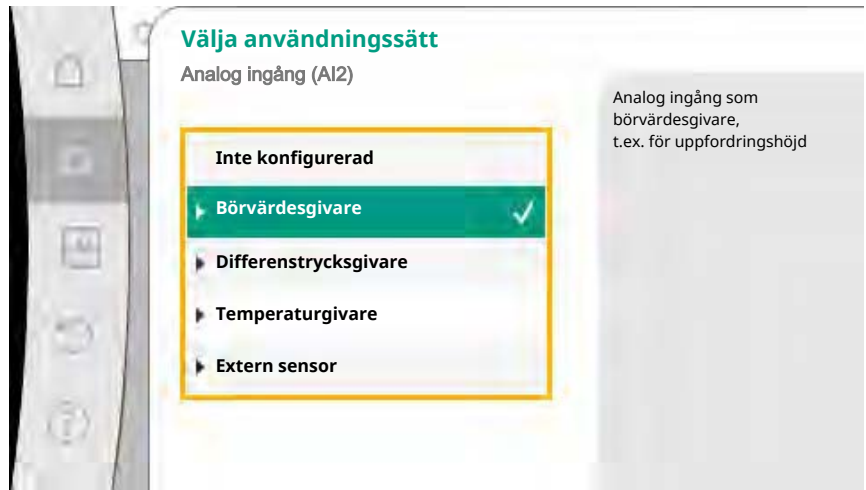 Välja användningssätt
Analog ingång (AI2)
Inte konfigurerad
Börvärdesgivare
Differenstrycksgivare
Temperaturgivare
Extern sensor
Analog ingång som
börvärdesgivare,
t.ex. för uppfordringshöjd